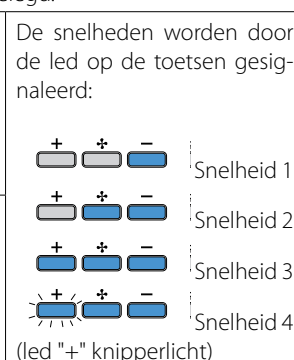 De snelheden worden door
de led op de toetsen gesig-
naleerd:
+ −
Snelheid 1
+ −
Snelheid 2
+ −
Snelheid 3
+ −
Snelheid 4
(led "+" knipperlicht)